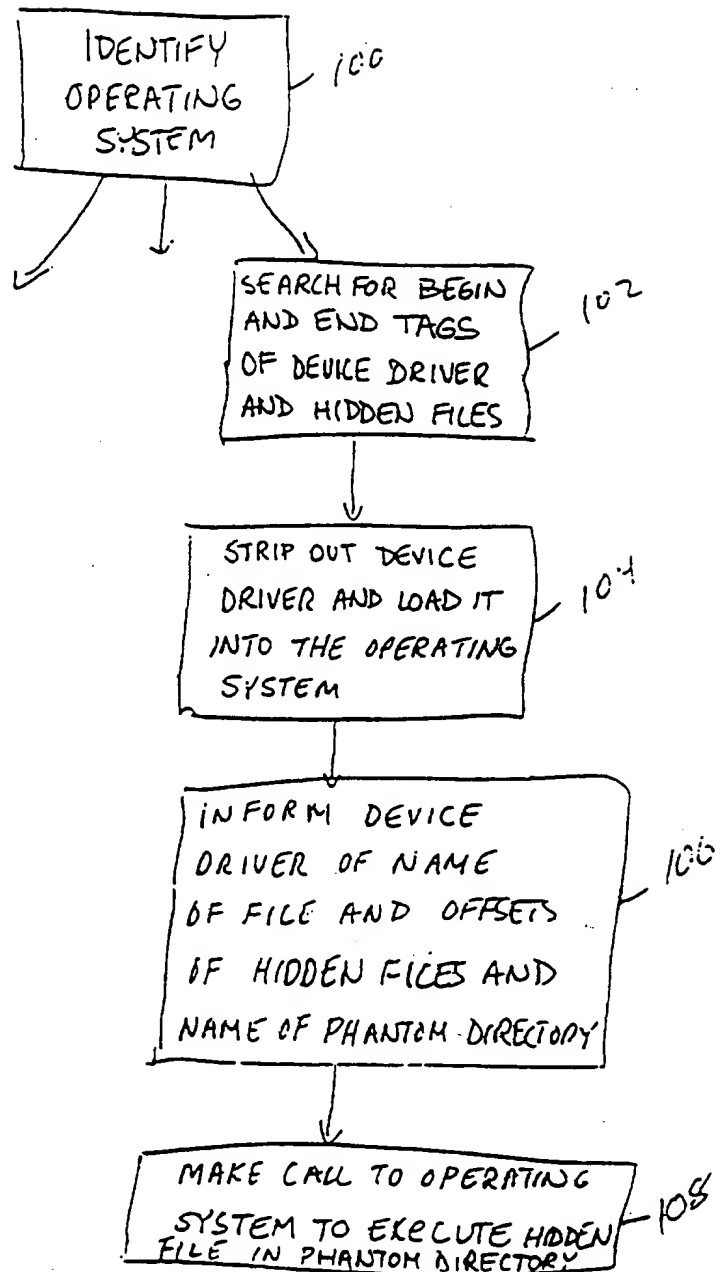 IDENTIFY
OPERATING
SYSTEM
100
SEARCH FOR BEGIN
AND END TAGS
OF DEVICE DRIVER
AND HIDDEN FILES
102
STRIP OUT DEVICE
DRIVER AND LOAD IT
INTO THE OPERATING
SYSTEM
104
INFORM DEVICE
DRIVER OF NAME
OF FILE AND OFFSETS
OF HIDDEN FILES AND
NAME OF PHANTOM DIRECTORY
106
MAKE CALL TO OPERATING
SYSTEM TO EXECUTE HIDDEN
FILE IN PHANTOM DIRECTORY
108